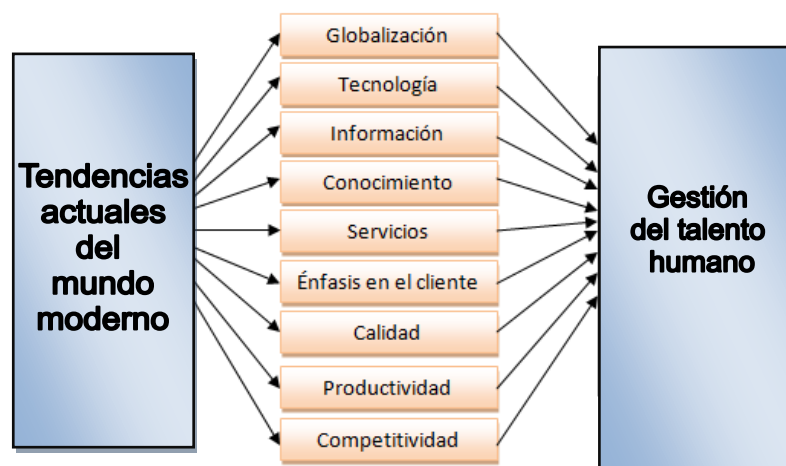 Tendencias
actuales
del
mundo
moderno
Globalización
Tecnología
Información
Conocimiento
Servicios
Énfasis en el cliente
Calidad
Productividad
Competitividad
Gestión
del talento
humano